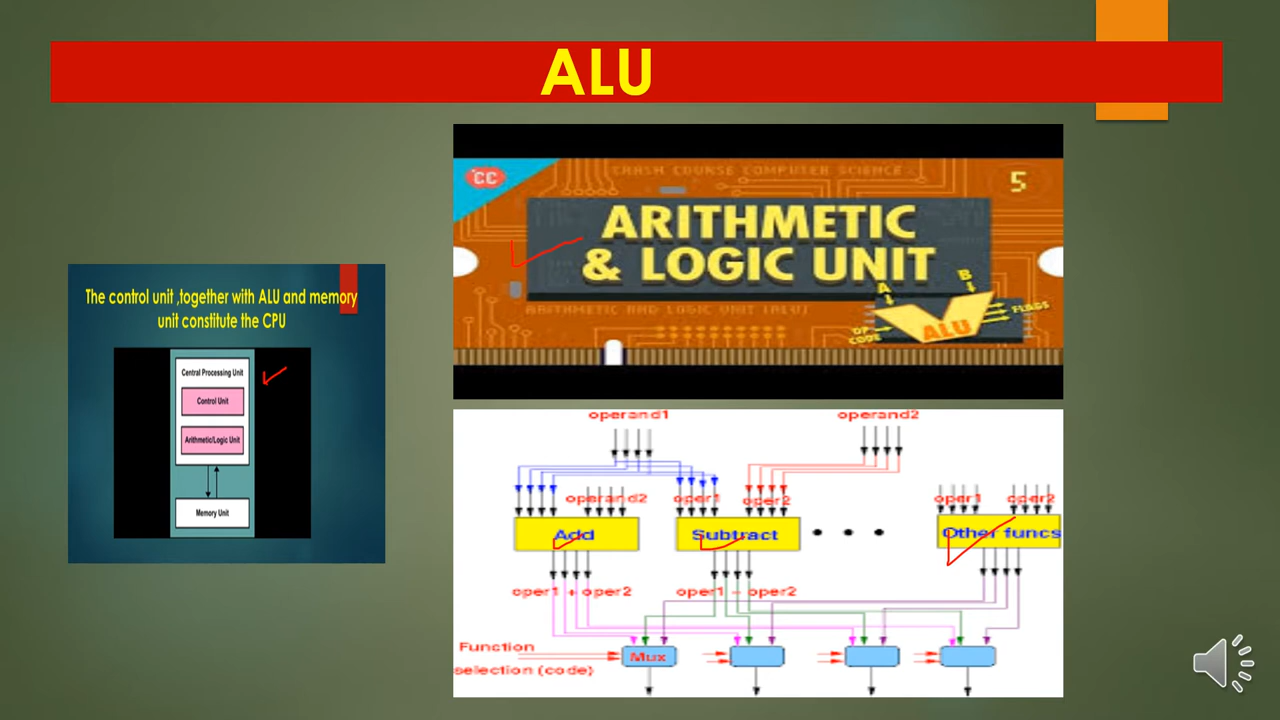 ALU
The control unit ,together with ALU and memory
unit constitute the CPU
Central Processing Unit
Control Unit
Arithmetic/Logic Unit
Memory Unit
CC
CRASH COURSE COMPUTER SCIENCE
5
ARITHMETIC
& LOGIC UNIT
ARITHMETIC AND LOGIC UNIT (ALU)
A
B
OP
CODE
FLAGS
ALU
operand1
operand2
operand2
oper1
oper2
oper1
oper2
Add
Subtract
• • •
Other funcs
oper1 + oper2
oper1 - oper2
Function
selection (code)
Mux